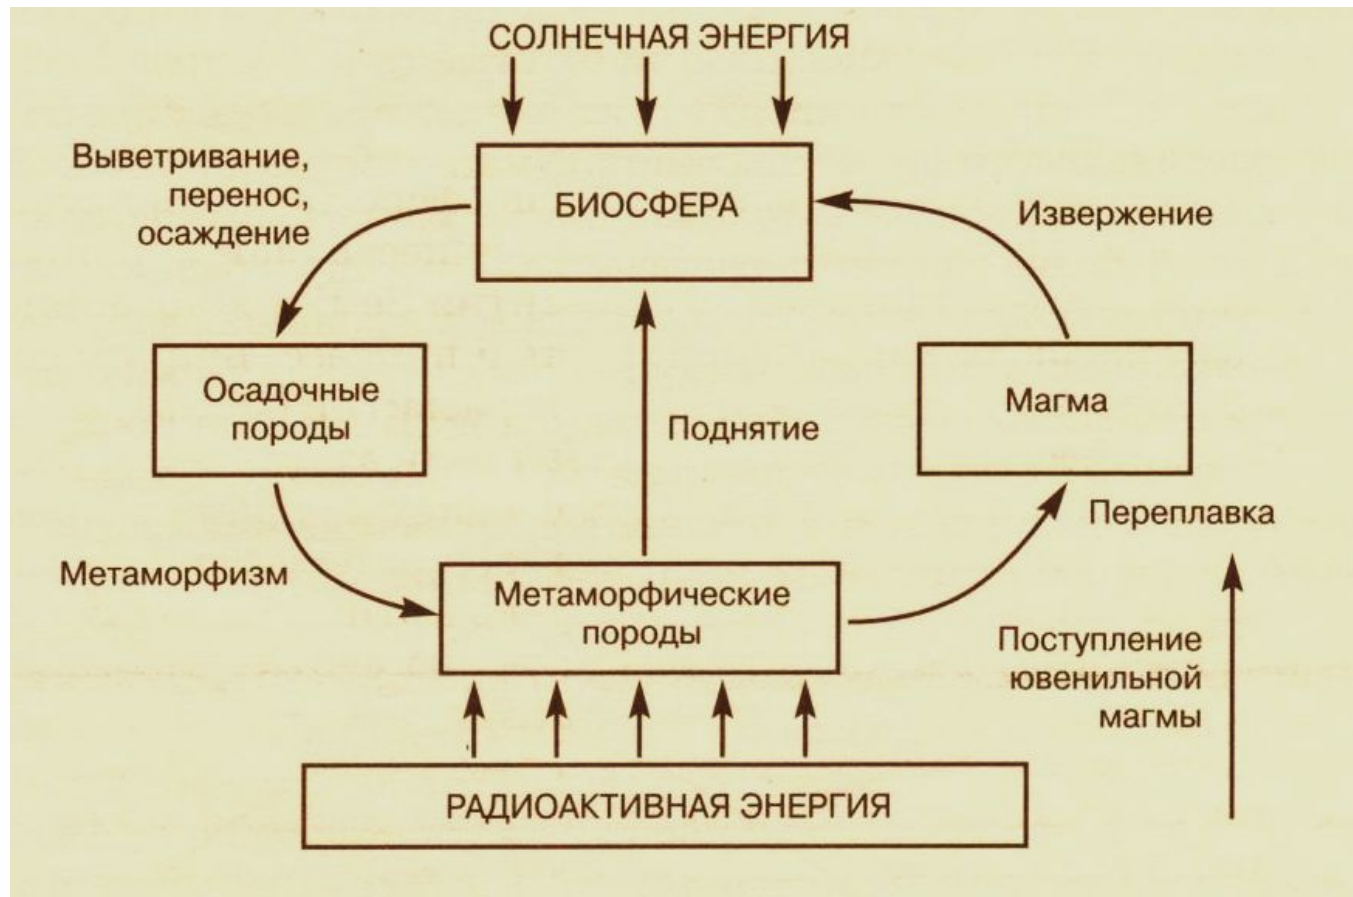 СОЛНЕЧНАЯ ЭНЕРГИЯ
Выветривание,
перенос,
осаждение
БИОСФЕРА
Извержение
Осадочные
породы
Поднятие
Магма
Переплавка
Метаморфизм
Метаморфические
породы
Поступление
ювенильной
магмы
РАДИОАКТИВНАЯ ЭНЕРГИЯ